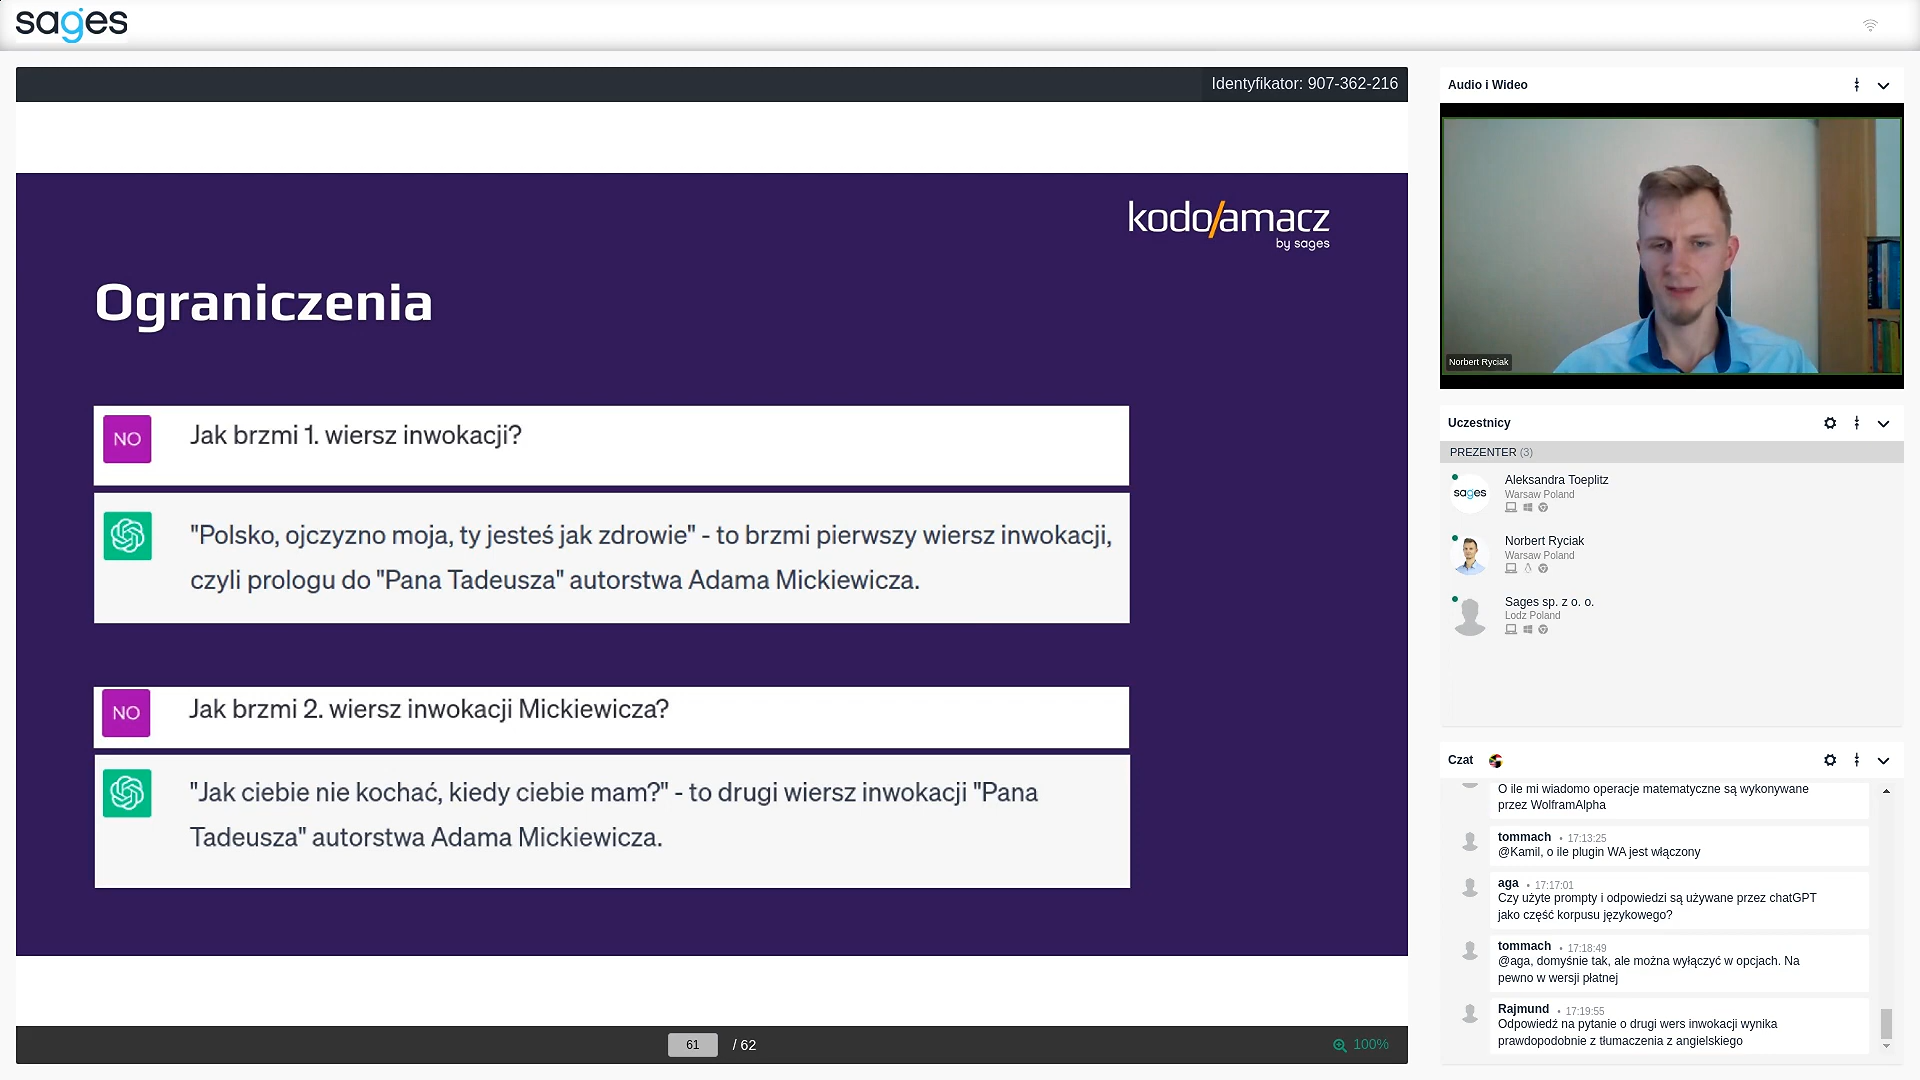 sages
Identyfikator: 907-362-216
kodo/amacz
by sages
Ograniczenia
NO
Jak brzmi 1. wiersz inwokacji?
"Polsko, ojczyzno moja, ty jesteś jak zdrowie" - to brzmi pierwszy wiersz inwokacji,
czyli prologu do "Pana Tadeusza" autorstwa Adama Mickiewicza.
NO
Jak brzmi 2. wiersz inwokacji Mickiewicza?
"Jak ciebie nie kochać, kiedy ciebie mam?" - to drugi wiersz inwokacji "Pana
Tadeusza" autorstwa Adama Mickiewicza.
61 / 62
100%
Audio i Wideo
Norbert Ryciak
Uczestnicy
PREZENTER (3)
sages
Aleksandra Toeplitz
Warsaw Poland
Norbert Ryciak
Warsaw Poland
Sages sp. z o. o.
Lodz Poland
Czat
O ile mi wiadomo operacje matematyczne są wykonywane
przez WolframAlpha
tommach • 17:13:25
@Kamil, o ile plugin WA jest włączony
aga • 17:17:01
Czy użyte prompty i odpowiedzi są używane przez chatGPT
jako część korpusu językowego?
tommach • 17:18:49
@aga, domyśnie tak, ale można wyłączyć w opcjach. Na
pewno w wersji płatnej
Rajmund • 17:19:55
Odpowiedź na pytanie o drugi wers inwokacji wynika
prawdopodobnie z tłumaczenia z angielskiego